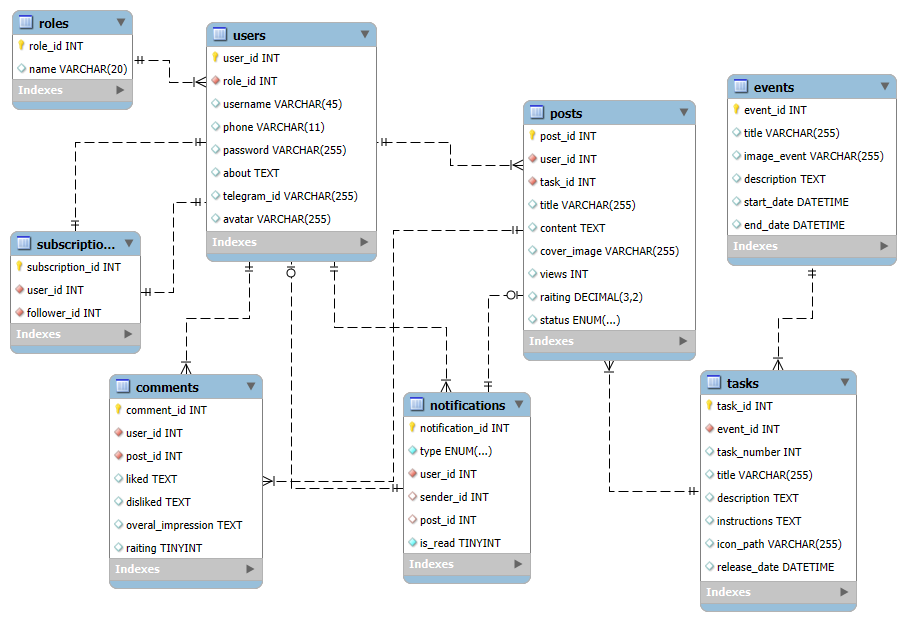 roles
role_id INT
name VARCHAR(20)
Indexes
users
user_id INT
role_id INT
username VARCHAR(45)
phone VARCHAR(11)
password VARCHAR(255)
about TEXT
telegram_id VARCHAR(255)
avatar VARCHAR(255)
Indexes
subscriptio...
subscription_id INT
user_id INT
follower_id INT
Indexes
posts
post_id INT
user_id INT
task_id INT
title VARCHAR(255)
content TEXT
cover_image VARCHAR(255)
views INT
raiting DECIMAL(3,2)
status ENUM(...)
Indexes
events
event_id INT
title VARCHAR(255)
image_event VARCHAR(255)
description TEXT
start_date DATETIME
end_date DATETIME
Indexes
comments
comment_id INT
user_id INT
post_id INT
liked TEXT
disliked TEXT
overal_impression TEXT
raiting TINYINT
Indexes
notifications
notification_id INT
type ENUM(...)
user_id INT
sender_id INT
post_id INT
is_read TINYINT
Indexes
tasks
task_id INT
event_id INT
task_number INT
title VARCHAR(255)
description TEXT
instructions TEXT
icon_path VARCHAR(255)
release_date DATETIME
Indexes